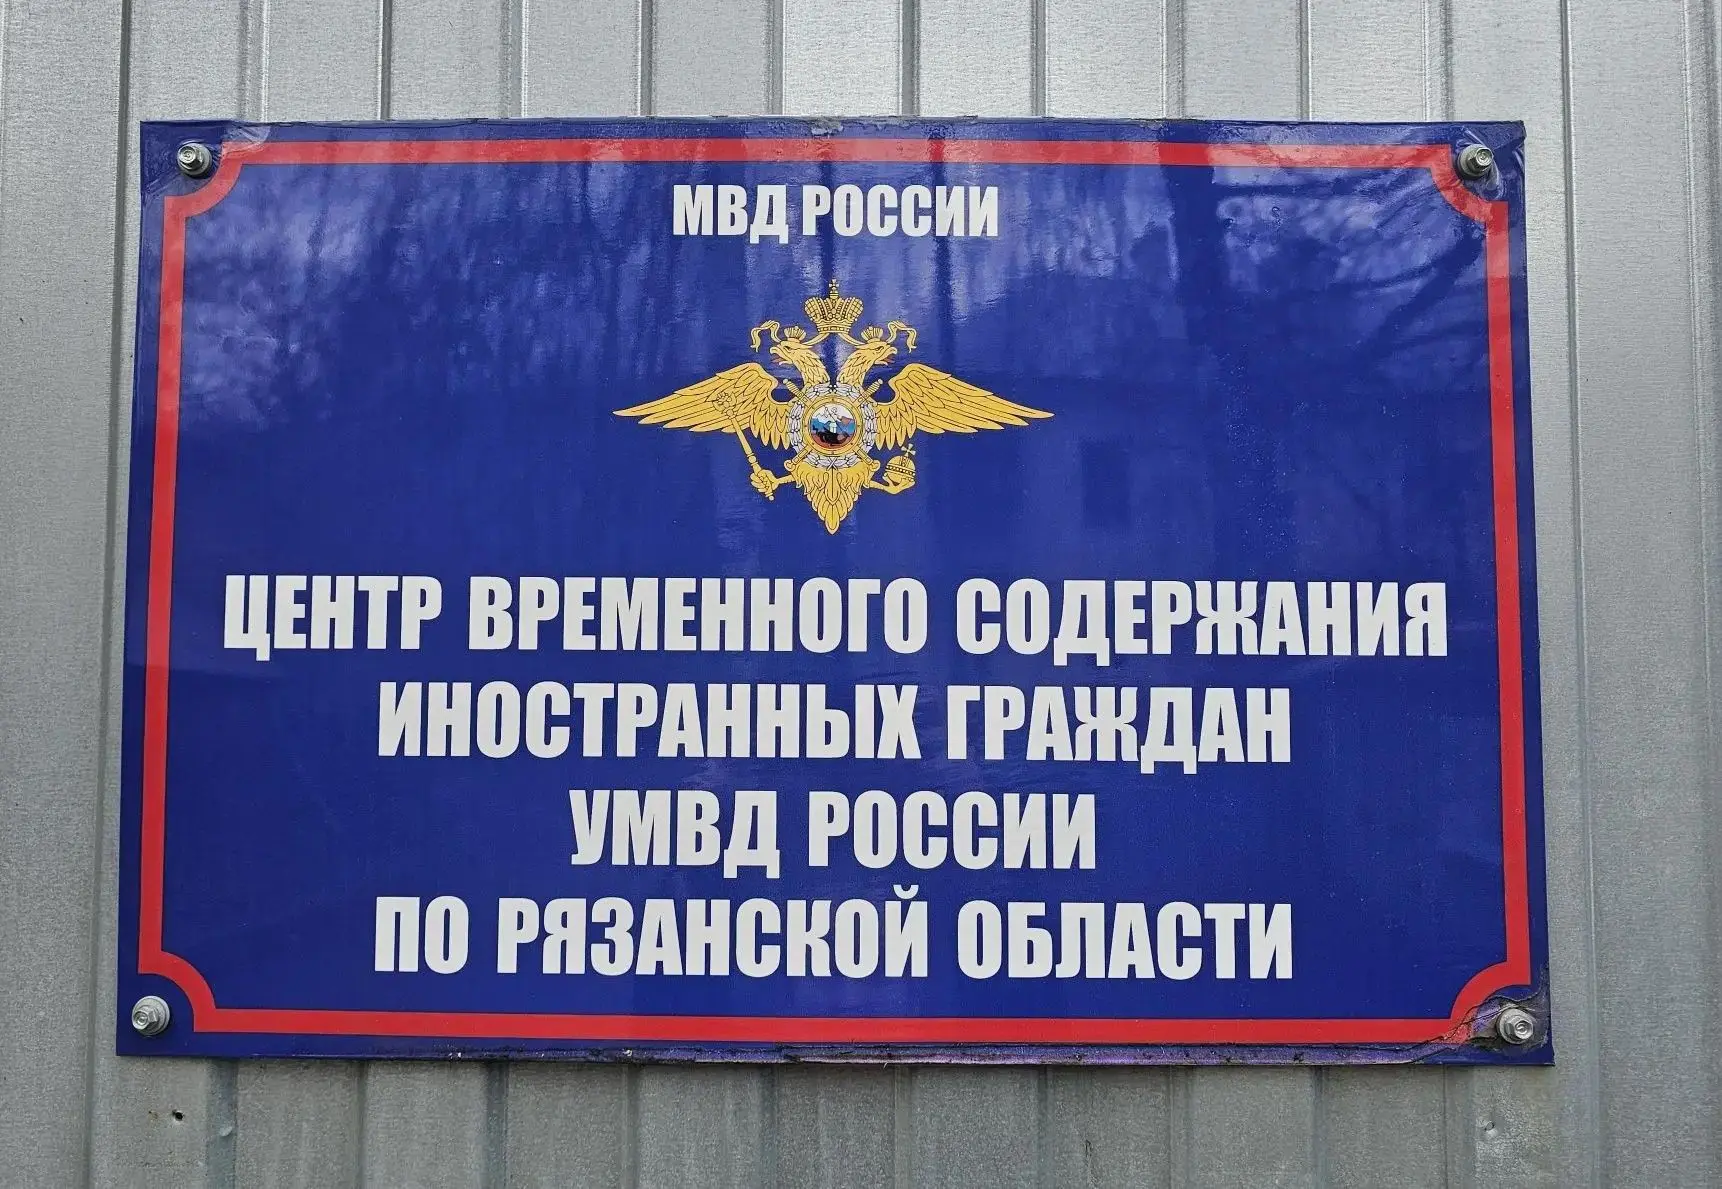 МВД РОССИИ
ЦЕНТР ВРЕМЕННОГО СОДЕРЖАНИЯ
ИНОСТРАННЫХ ГРАЖДАН
УМВД РОССИИ
ПО РЯЗАНСКОЙ ОБЛАСТИ